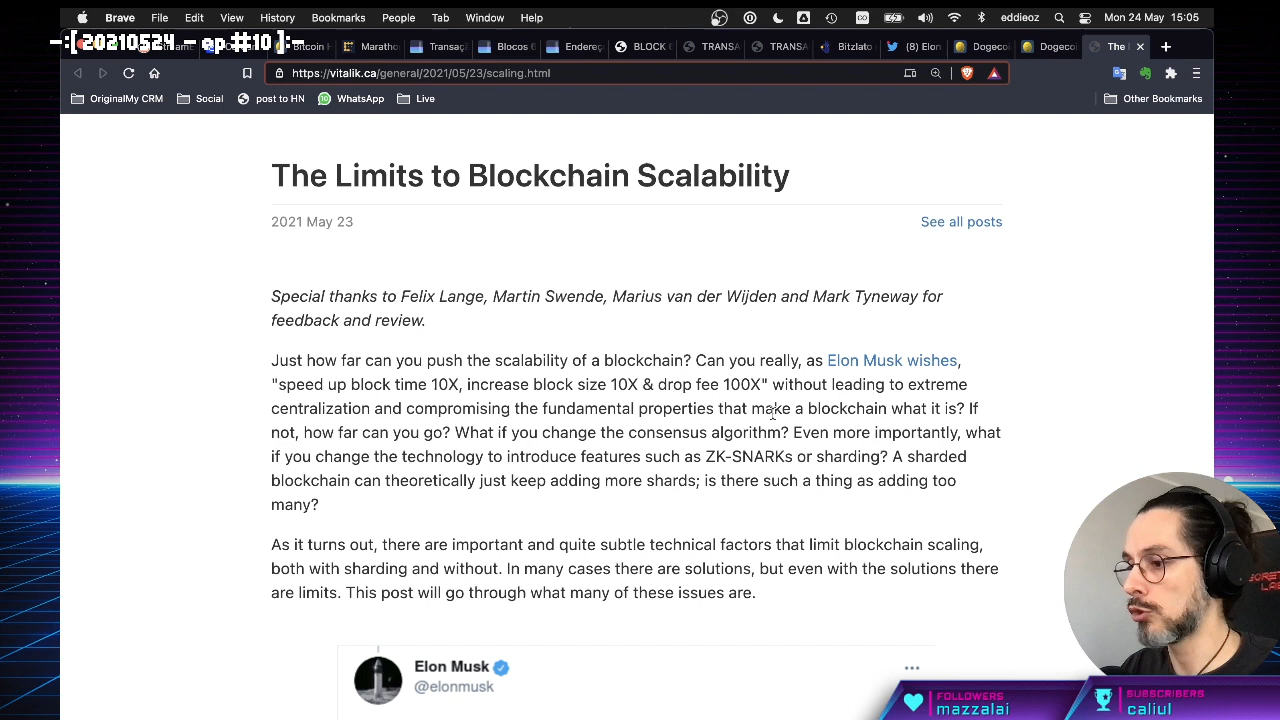 Brave File Edit View History Bookmarks People Tab Window Help eddieoz Mon 24 May 15:05
-:[ 20210524 - ep #10 ]:-
Bitcoin H Marathon Transaç Blocos 6 Endereç BLOCK TRANSA TRANSA Bitzlato (8) Elon Dogeco Dogeco The L
https://vitalik.ca/general/2021/05/23/scaling.html
OriginalMy CRM Social post to HN WhatsApp Live Other Bookmarks
The Limits to Blockchain Scalability
2021 May 23 See all posts
Special thanks to Felix Lange, Martin Swende, Marius van der Wijden and Mark Tyneway for
feedback and review.
Just how far can you push the scalability of a blockchain? Can you really, as Elon Musk wishes,
"speed up block time 10X, increase block size 10X & drop fee 100X" without leading to extreme
centralization and compromising the fundamental properties that make a blockchain what it is? If
not, how far can you go? What if you change the consensus algorithm? Even more importantly, what
if you change the technology to introduce features such as ZK-SNARKs or sharding? A sharded
blockchain can theoretically just keep adding more shards; is there such a thing as adding too
many?
As it turns out, there are important and quite subtle technical factors that limit blockchain scaling,
both with sharding and without. In many cases there are solutions, but even with the solutions there
are limits. This post will go through what many of these issues are.
Elon Musk
@elonmusk
FOLLOWERS
mazzalai
SUBSCRIBERS
caliul